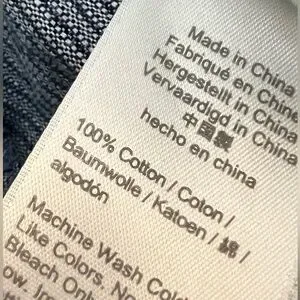 Made in China
Fabriqué en Chine
Hergestellt in China
Vervaardigd in China
中国製
hecho en china
100% Cotton / Coton /
Baumwolle / Katoen / 綿 /
algodón
Machine Wash Cold
Like Colors. No
Bleach Only